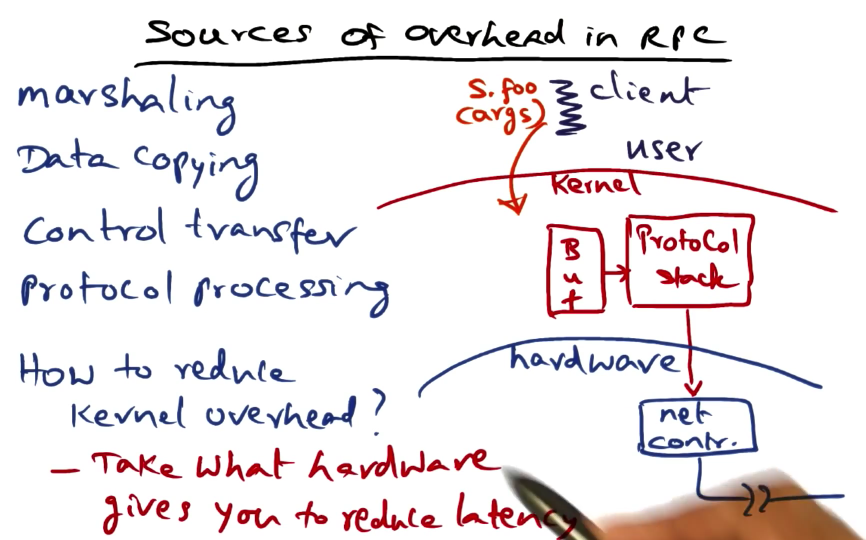 Sources of overhead in RPC
marshaling
Data Copying
Control transfer
Protocol processing
How to reduce
Kernel overhead?
- Take what hardware
gives you to reduce latency
S.foo
(args)
client
user
Kernel
Buf
Protocol
stack
hardware
net
contr.